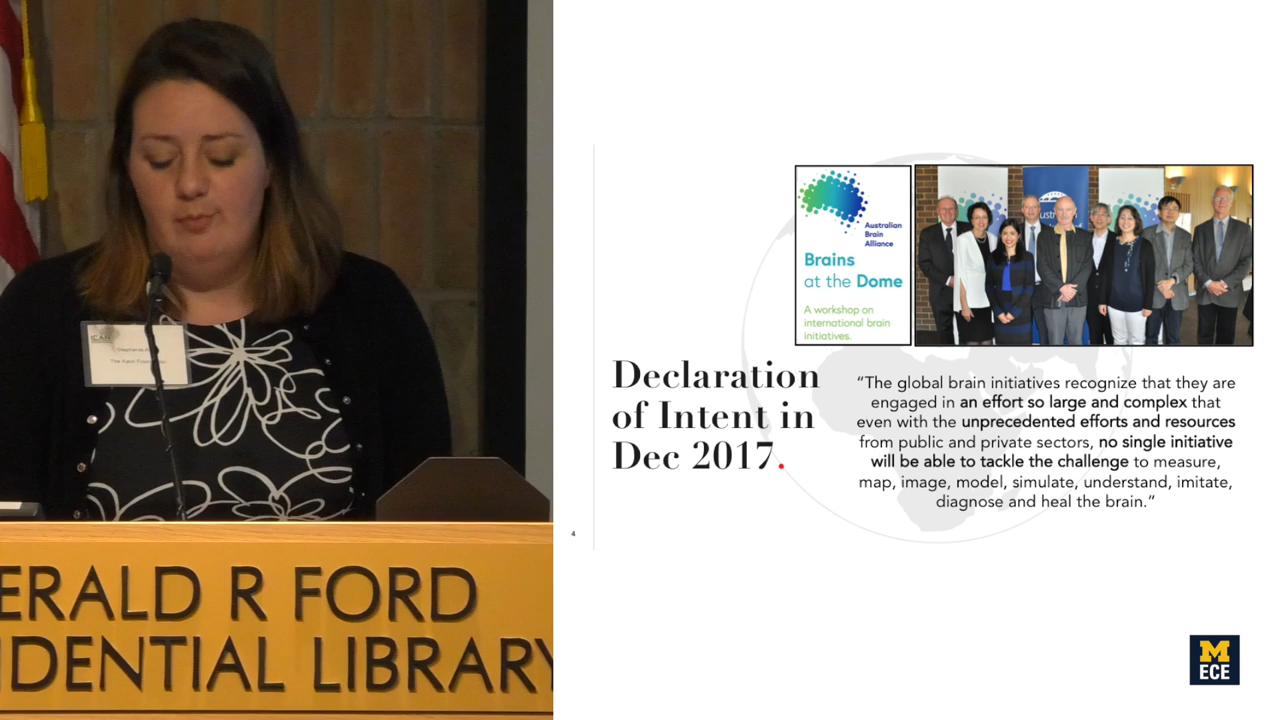 ICAN
Stephanie
The Kavli
ERALD R FORD
IDENTIAL LIBRARY
Australian
Brain
Alliance
Brains
at the Dome
A workshop on
international brain
initiatives.
Declaration
of Intent in
Dec 2017.
“The global brain initiatives recognize that they are
engaged in an effort so large and complex that
even with the unprecedented efforts and resources
from public and private sectors, no single initiative
will be able to tackle the challenge to measure,
map, image, model, simulate, understand, imitate,
diagnose and heal the brain.”
4
M
ECE